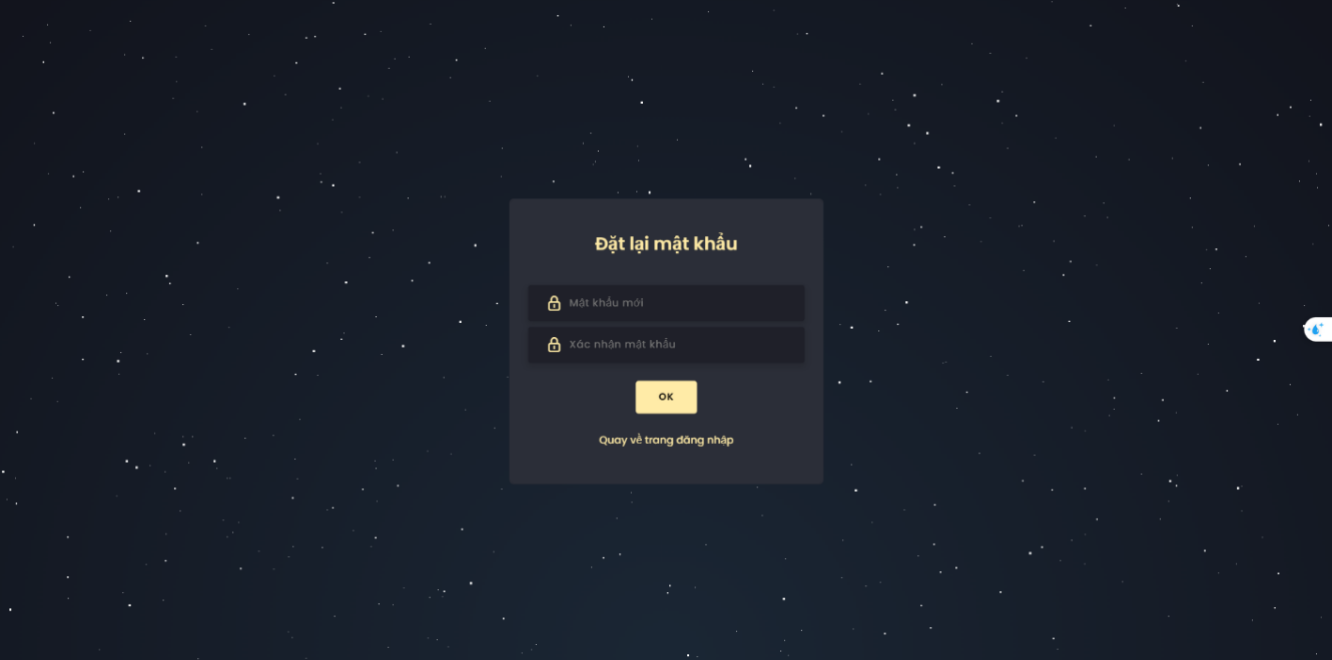 Đặt lại mật khẩu
Mật khẩu mới
Xác nhận mật khẩu
OK
Quay về trang đăng nhập